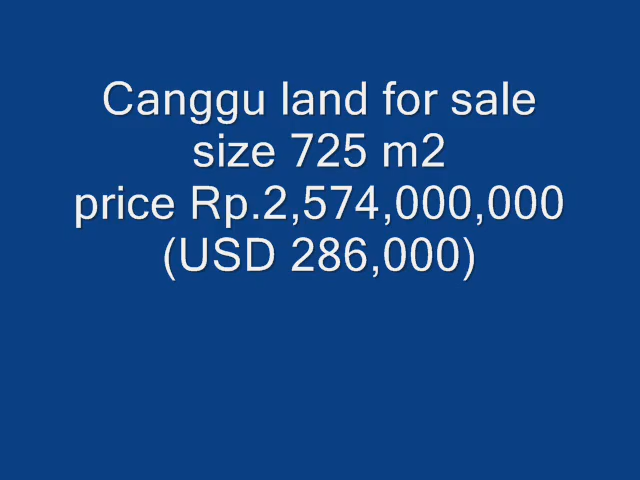 Canggu land for sale
size 725 m2
price Rp.2,574,000,000
(USD 286,000)